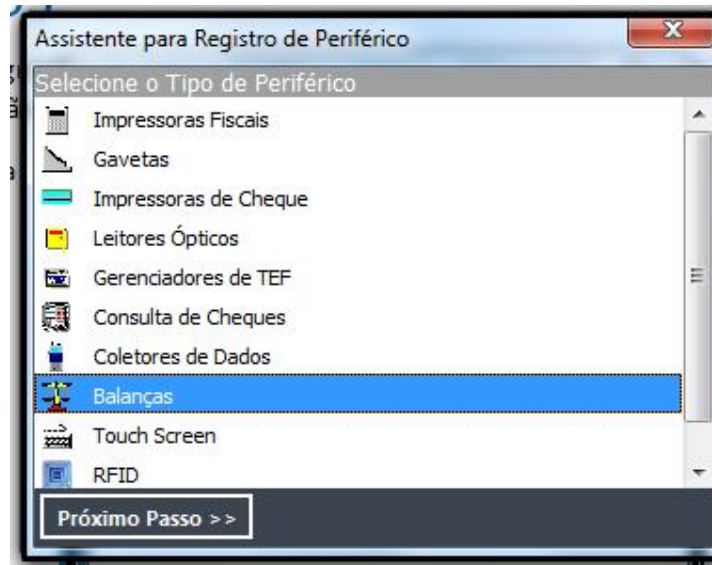 Assistente para Registro de Periférico
Selecione o Tipo de Periférico
Impressoras Fiscais
Gavetas
Impressoras de Cheque
Leitores Ópticos
Gerenciadores de TEF
Consulta de Cheques
Coletores de Dados
Balanças
Touch Screen
RFID
Próximo Passo >>